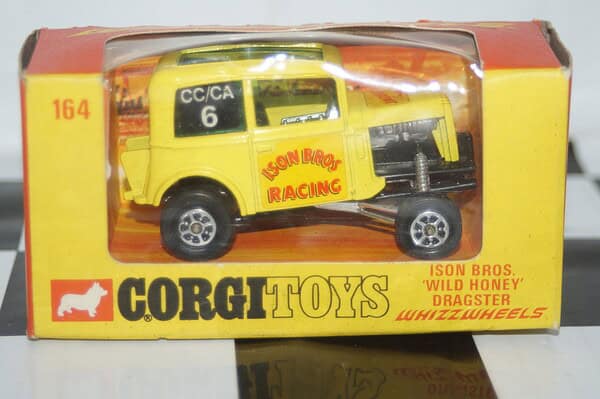 164
CC/CA
6
ISON BROS
RACING
CORGI TOYS
ISON BROS.
'WILD HONEY'
DRAGSTER
WHIZZWHEELS